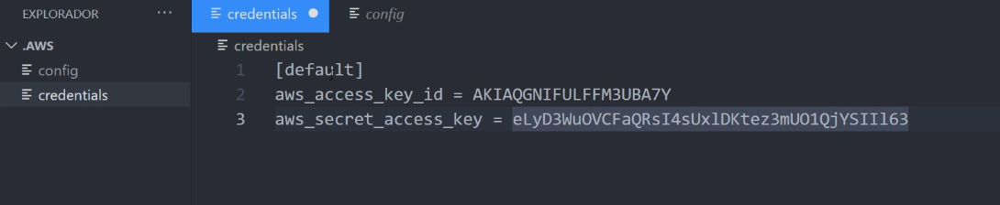 EXPLORADOR ...
credentials
config
.AWS
config
credentials
credentials
1 [default]
2 aws_access_key_id = AKIAQGNIFULFFM3UBA7Y
3 aws_secret_access_key = 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